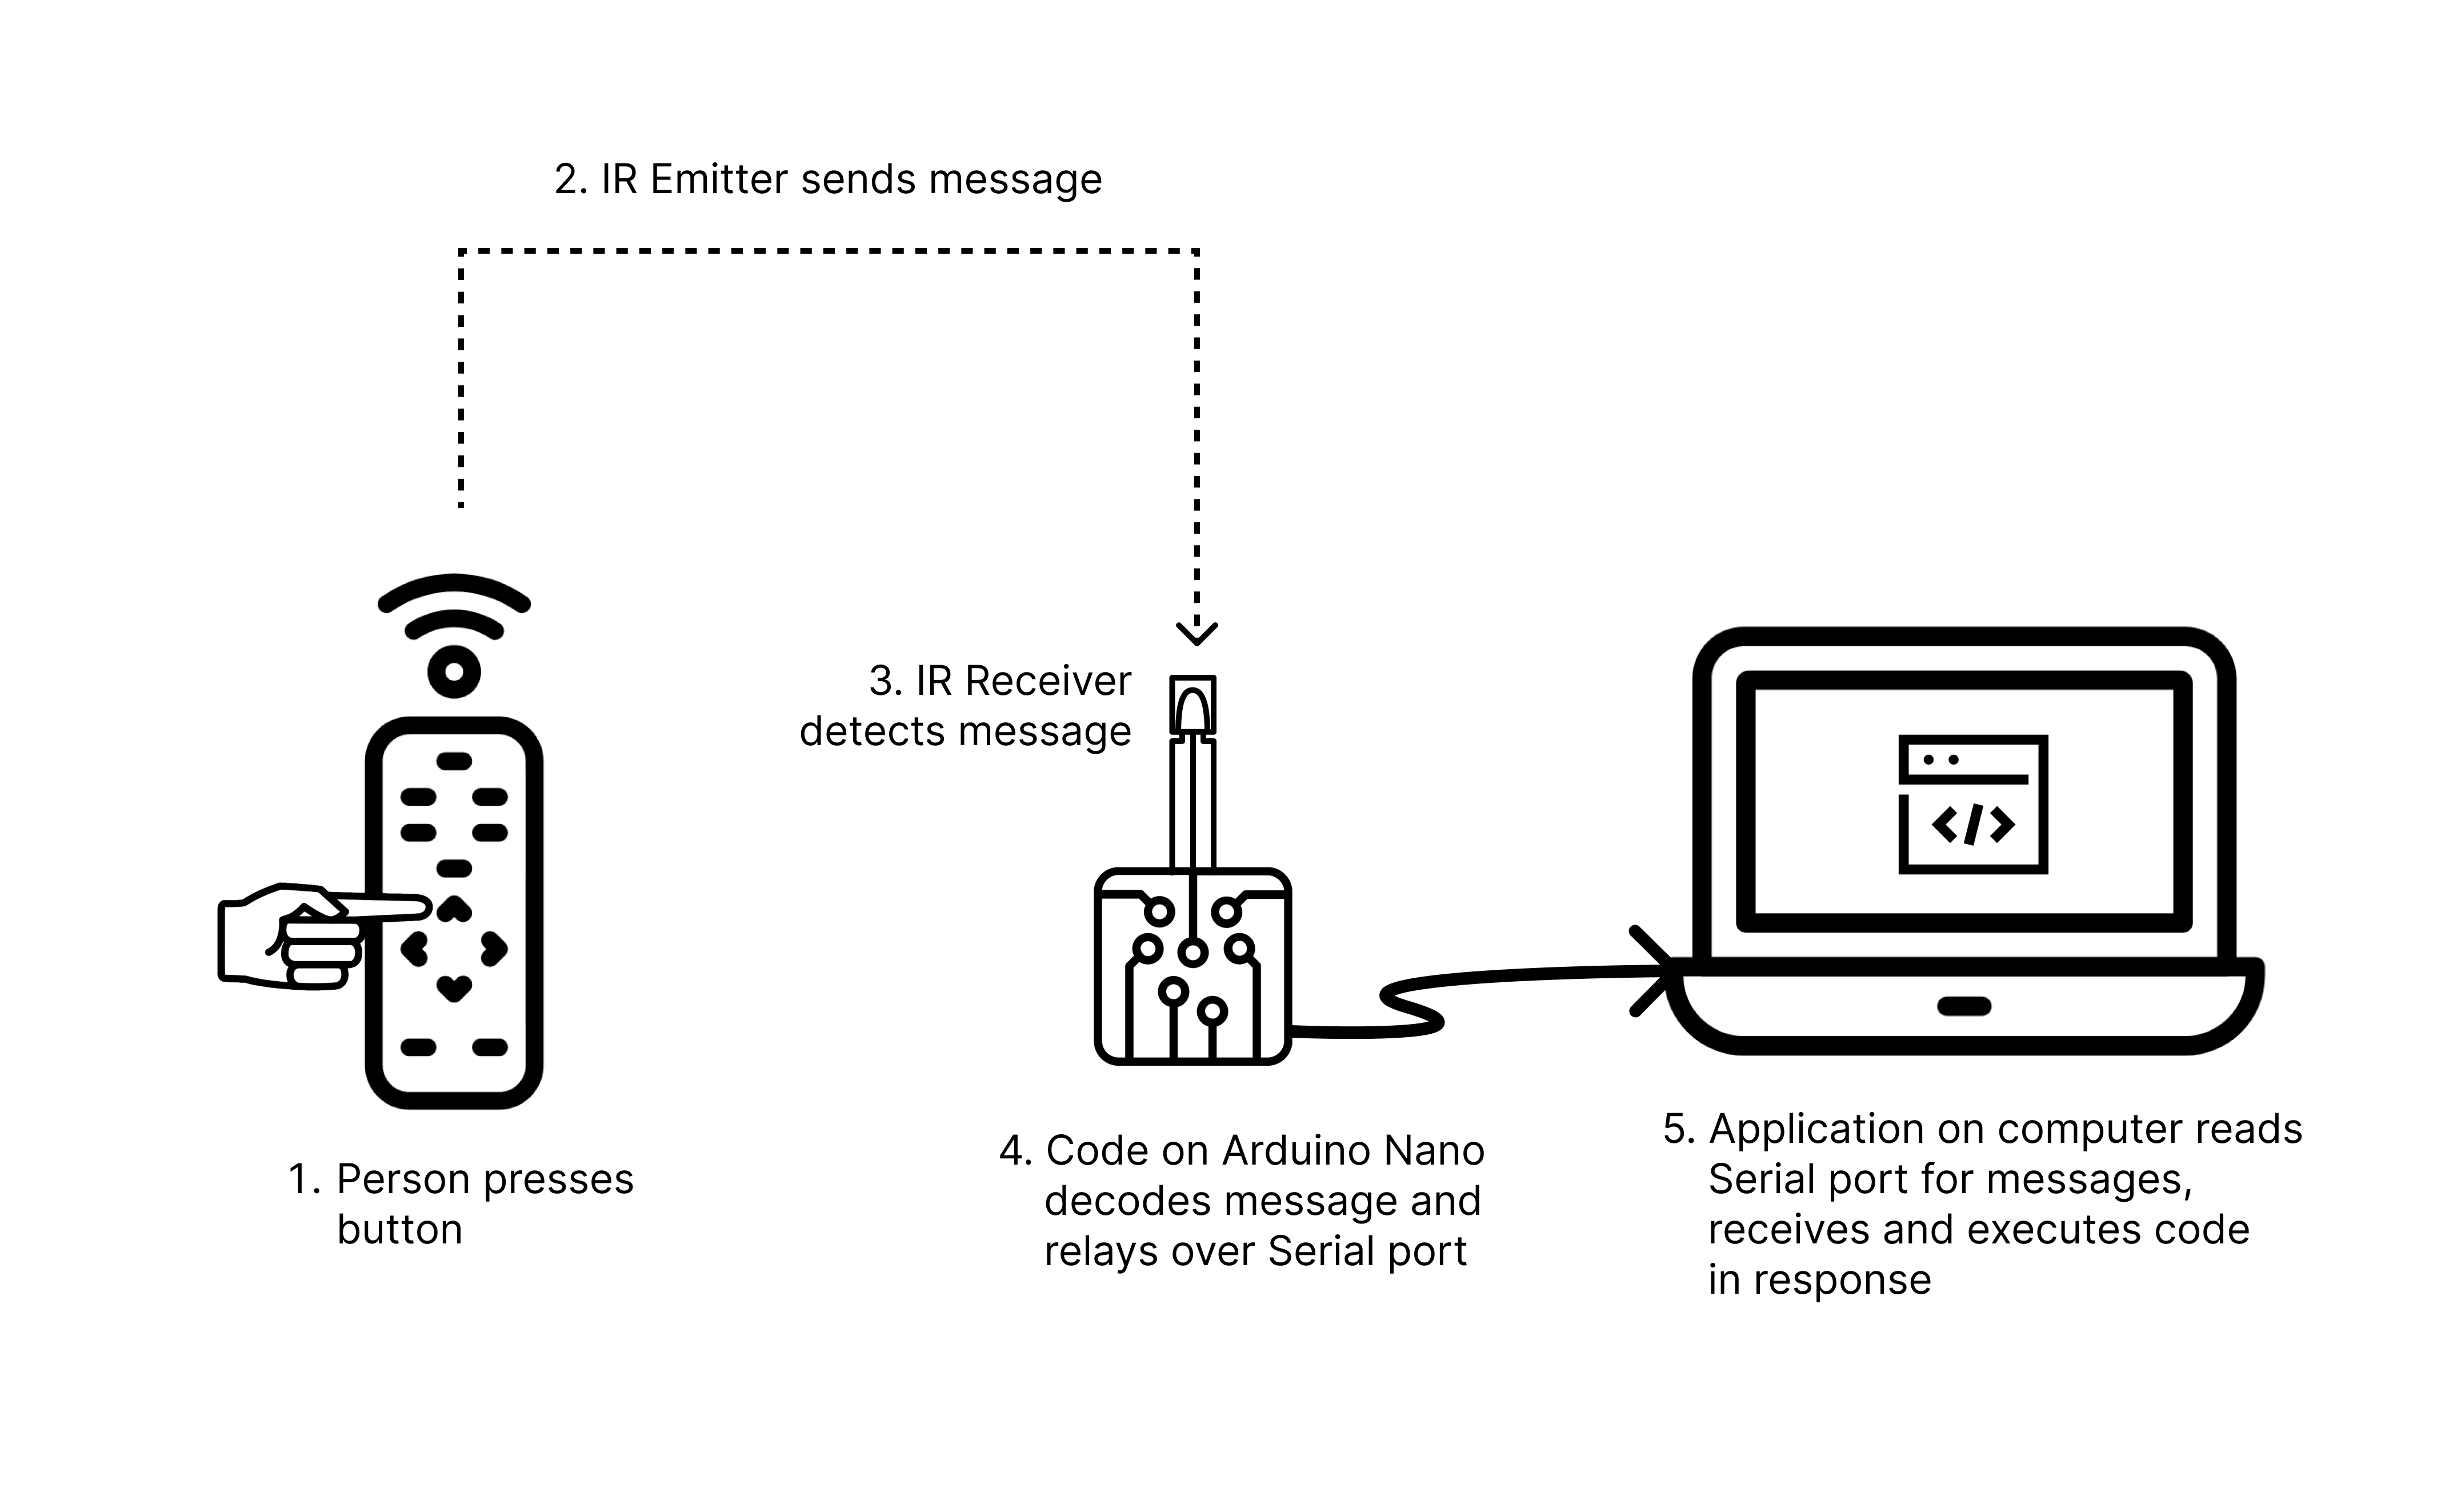 2. IR Emitter sends message
3. IR Receiver
detects message
1. Person presses
button
4. Code on Arduino Nano
decodes message and
relays over Serial port
5. Application on computer reads
Serial port for messages,
receives and executes code
in response